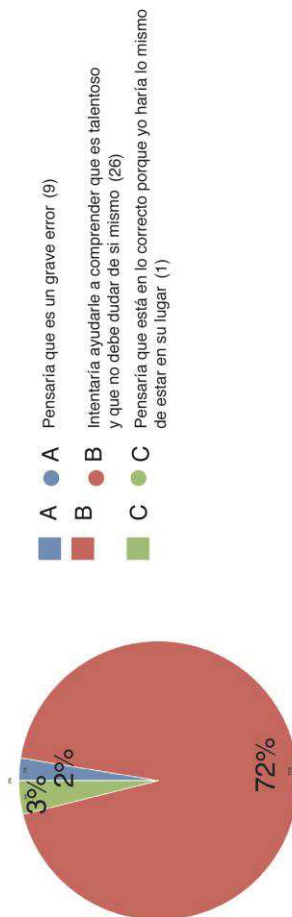 A
A
Pensaría que es un grave error (9)
B
B
Intentaría ayudarle a comprender que es talentoso
y que no debe dudar de si mismo (26)
C
C
Pensaría que está en lo correcto porque yo haría lo mismo
de estar en su lugar (1)
3%
2%
72%